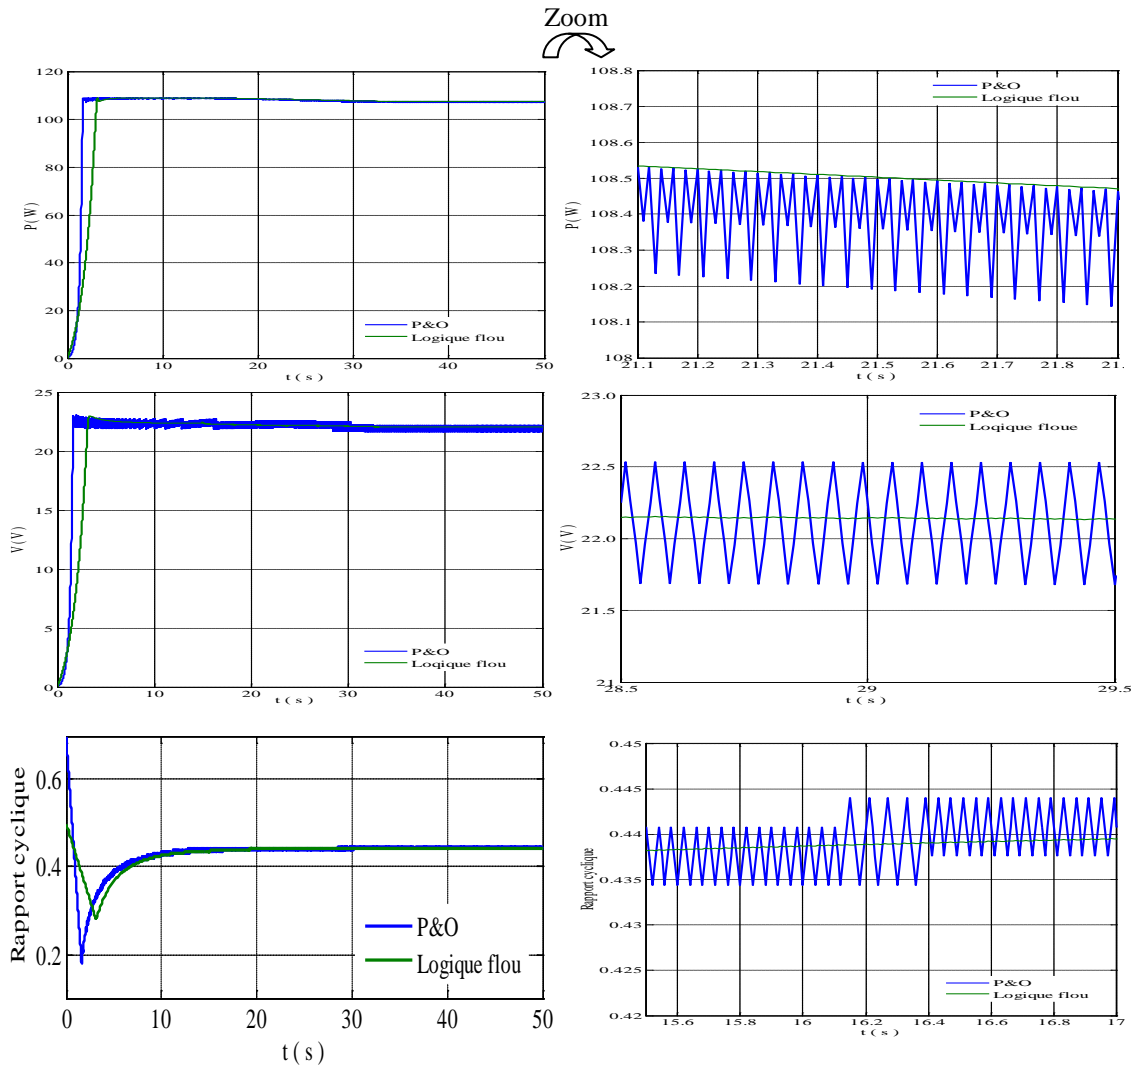 Zoom
120
100
80
60
40
20
0
P(W)
P&O
Logique flou
0 10 20 30 40 50
t(s)
108.8
108.7
108.6
108.5
108.4
108.3
108.2
108.1
108
P(W)
P&O
Logique flou
21.1 21.2 21.3 21.4 21.5 21.6 21.7 21.8 21.
t(s)
25
20
15
10
5
0
V(V)
P&O
Loqique flou
0 10 20 30 40 50
t(s)
23.0
22.5
22.0
21.5
21
V(V)
P&O
Loqique floue
28.5 29 29.5
t(s)
0.6
0.4
0.2
Rapport cyclique
P&O
Logique flou
0 10 20 30 40 50
t(s)
0.45
0.445
0.44
0.435
0.43
0.425
0.42
Rapport cyclique
P&O
Logique flou
15.6 15.8 16 16.2 16.4 16.6 16.8 17
t(s)